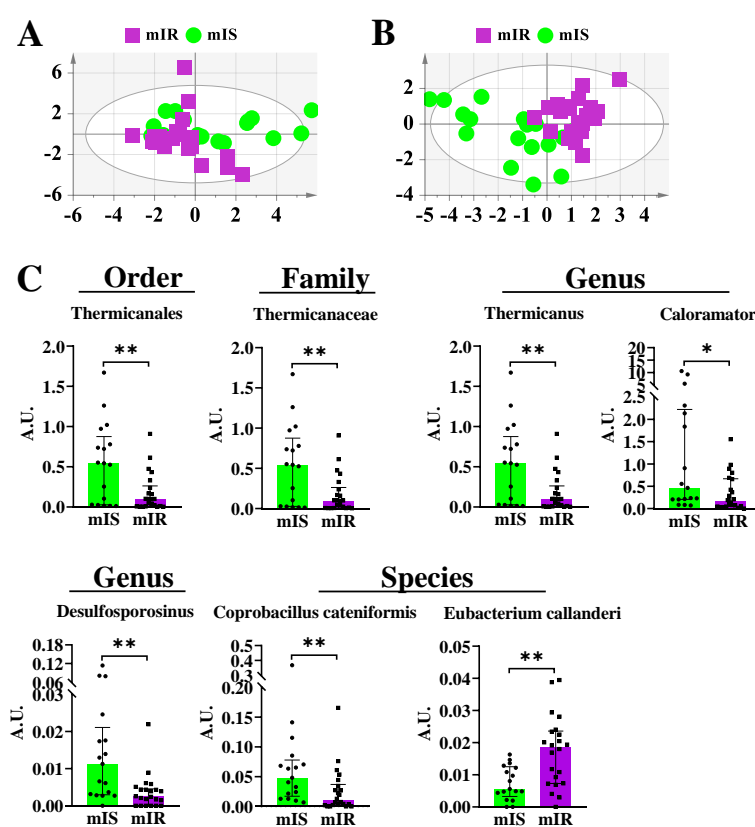 A
mIR mIS
6
2
-2
-6
-6 -4 -2 0 2 4 6
B
mIR mIS
2
0
-2
-4
-5 -4 -3 -2 -1 0 1 2 3 4 5
C
Order Family Genus
Thermicanales Thermicanaceae Thermicanus Caloramator
A.U.
2.0
1.5
1.0
0.5
0.0
**
mIS mIR
A.U.
2.0
1.5
1.0
0.5
0.0
**
mIS mIR
A.U.
2.0
1.5
1.0
0.5
0.0
**
mIS mIR
A.U.
20
15
10
5
2.5
2.0
1.5
1.0
0.5
0.0
*
mIS mIR
Genus Species
Desulfosporosinus Coprobacillus cateniformis Eubacterium callanderi
A.U.
0.18
0.12
0.06
0.03
0.02
0.01
0.00
**
mIS mIR
A.U.
0.5
0.4
0.3
0.20
0.15
0.10
0.05
0.00
**
mIS mIR
A.U.
0.05
0.04
0.03
0.02
0.01
0.00
**
mIS mIR